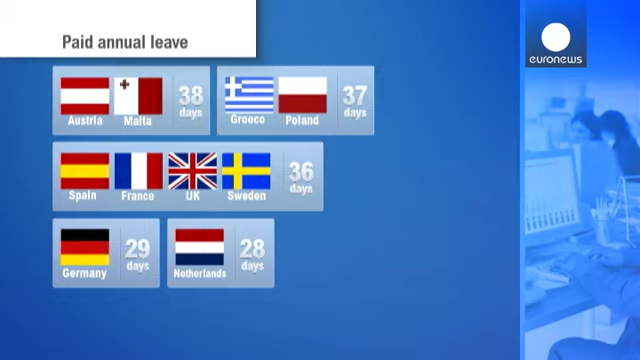 Paid annual leave
euronews
Austria
Malta
38
days
Greece
Poland
37
days
Spain
France
UK
Sweden
36
days
Germany
29
days
Netherlands
28
days